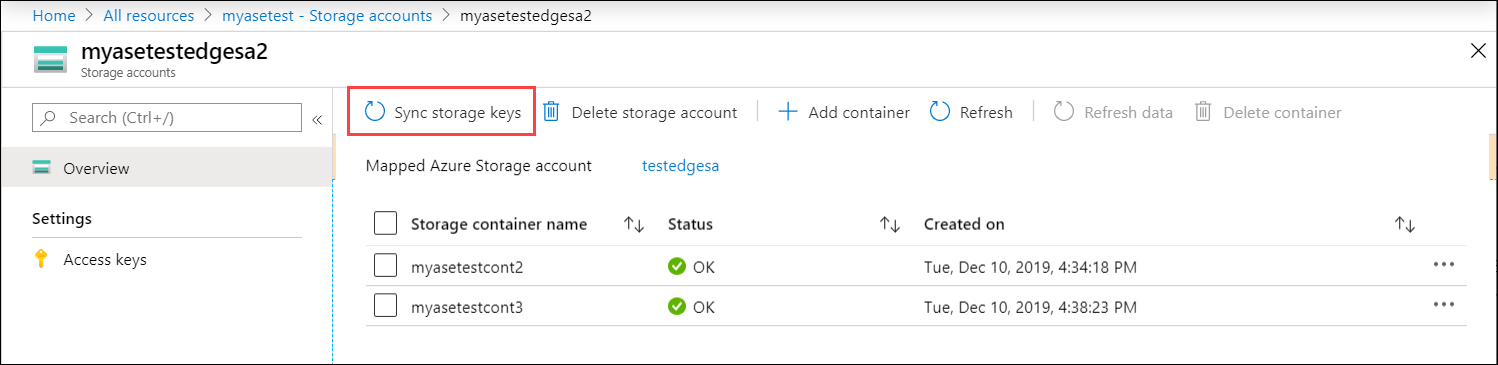 Home > All resources > myasetest - Storage accounts > myasetestedgesa2
myasetestedgesa2
Storage accounts
Search (Ctrl+/)
Overview
Settings
Access keys
Sync storage keys Delete storage account Add container Refresh Refresh data Delete container
Mapped Azure Storage account testedgesa
Storage container name Status Created on
myasetestcont2 OK Tue, Dec 10, 2019, 4:34:18 PM
myasetestcont3 OK Tue, Dec 10, 2019, 4:38:23 PM